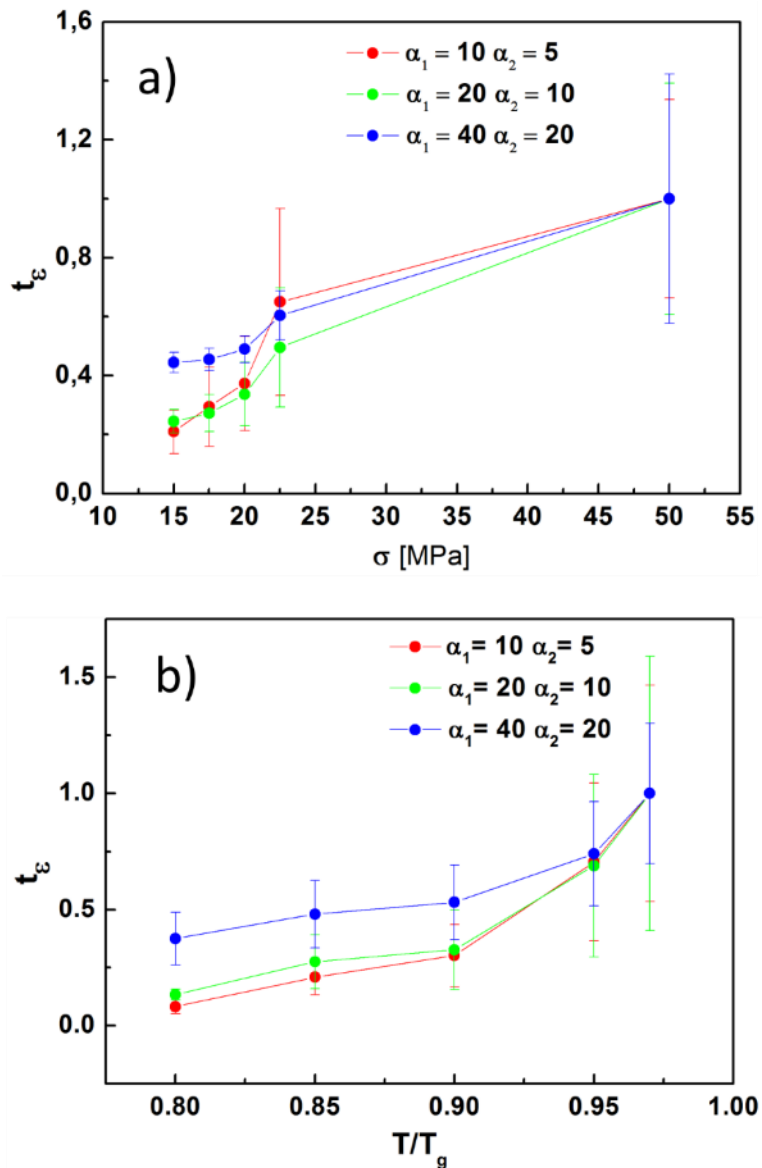 1,6
1,2
0,8
0,4
0,0
tε
a)
α₁ = 10 α₂ = 5
α₁ = 20 α₂ = 10
α₁ = 40 α₂ = 20
10 15 20 25 30 35 40 45 50 55
σ [MPa]
1.5
1.0
0.5
0.0
tε
b)
α₁= 10 α₂= 5
α₁= 20 α₂= 10
α₁= 40 α₂= 20
0.80 0.85 0.90 0.95 1.00
T/Tg